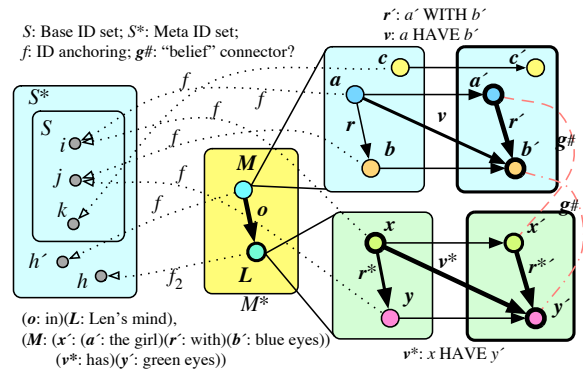 S: Base ID set; S*: Meta ID set;
f: ID anchoring; g#: “belief” connector?
r´: a´ WITH b´
v: a HAVE b´
S*
S
i
j
k
h´
h
f
f
f
f
f
f
f
f₂
M
o
L
M*
a
r
b
c
c´
a´
v
r´
b´
g#
g#
x
r*
y
v*
x´
r*´
y´
v*: x HAVE y´
(o: in)(L: Len’s mind),
(M: (x´: (a´: the girl)(r´: with)(b´: blue eyes))
(v*: has)(y´: green eyes))